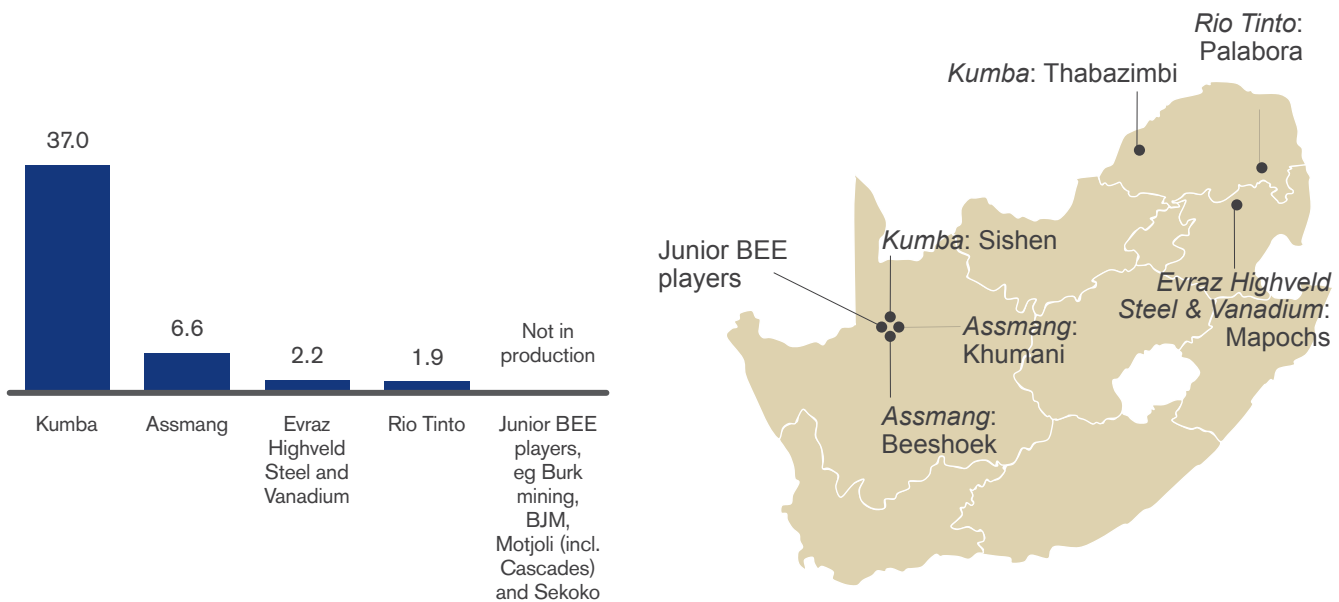 37.0
6.6
2.2
1.9
Not in
production
Kumba
Assmang
Evraz
Highveld
Steel and
Vanadium
Rio Tinto
Junior BEE
players,
eg Burk
mining,
BJM,
Motjoli (incl.
Cascades)
and Sekoko
Rio Tinto:
Palabora
Kumba: Thabazimbi
Kumba: Sishen
Junior BEE
players
Evraz Highveld
Steel & Vanadium:
Mapochs
Assmang:
Khumani
Assmang:
Beeshoek